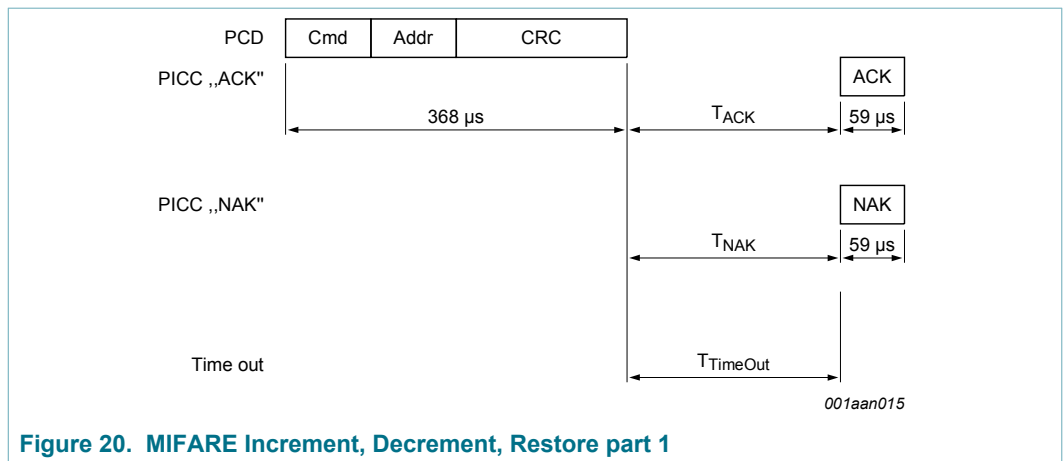 PCD Cmd Addr CRC
PICC ,,ACK" ACK
368 µs TACK 59 µs
PICC ,,NAK" NAK
TNAK 59 µs
Time out TTimeOut
001aan015
Figure 20. MIFARE Increment, Decrement, Restore part 1